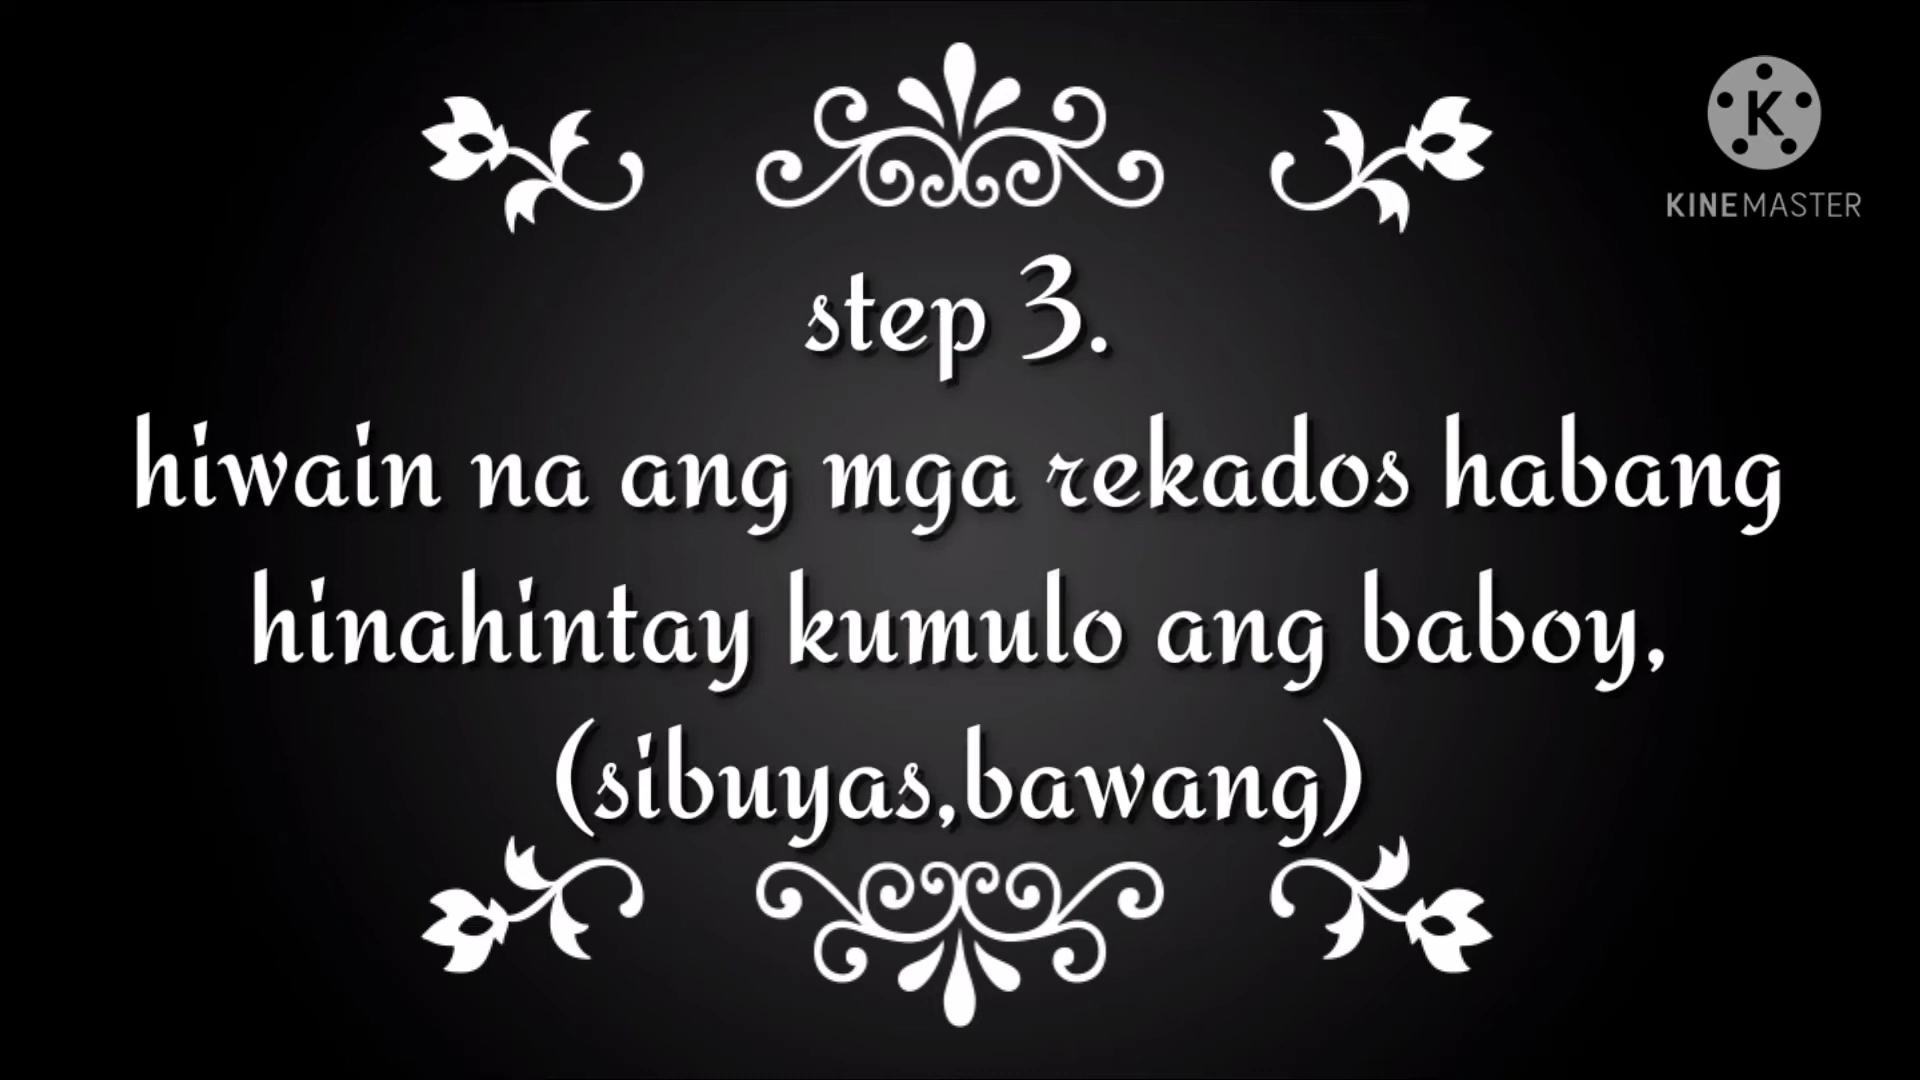 K
KINEMASTER
step 3.
hiwain na ang mga rekados habang
hinahintay kumulo ang baboy,
(sibuyas,bawang)